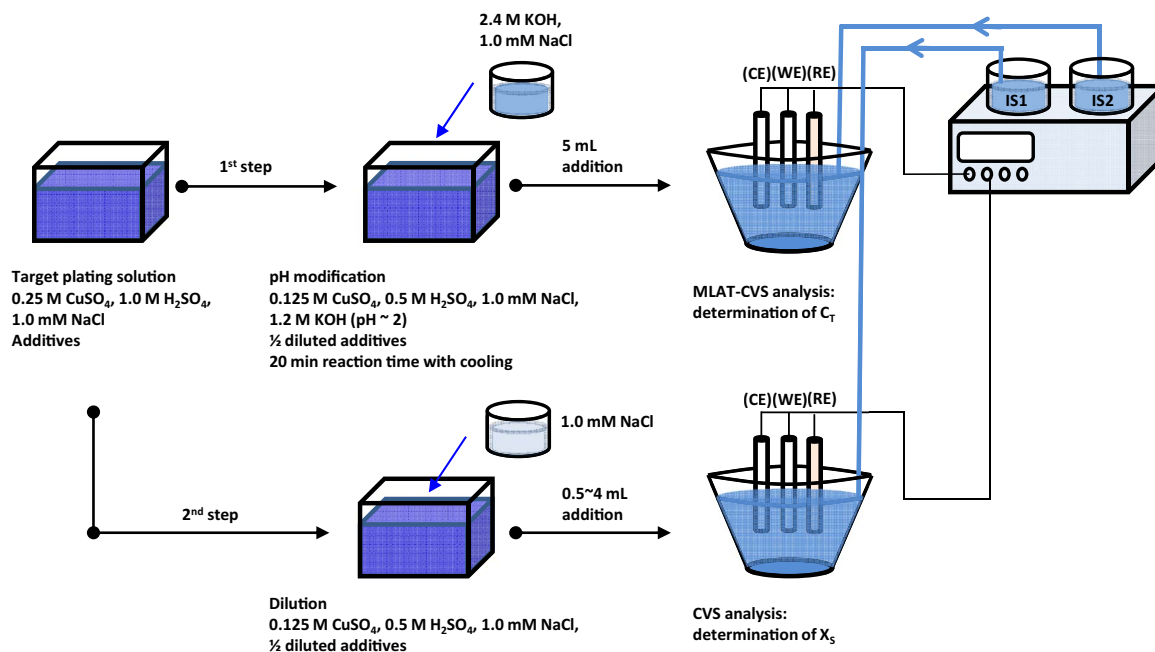 2.4 M KOH,
1.0 mM NaCl
(CE)(WE)(RE)
IS1
IS2
1st step
5 mL
addition
Target plating solution
0.25 M CuSO₄, 1.0 M H₂SO₄,
1.0 mM NaCl
Additives
pH modification
0.125 M CuSO₄, 0.5 M H₂SO₄, 1.0 mM NaCl,
1.2 M KOH (pH ~ 2)
½ diluted additives
20 min reaction time with cooling
MLAT-CVS analysis:
determination of C_T
(CE)(WE)(RE)
1.0 mM NaCl
2nd step
0.5~4 mL
addition
Dilution
0.125 M CuSO₄, 0.5 M H₂SO₄, 1.0 mM NaCl,
½ diluted additives
CVS analysis:
determination of X_S